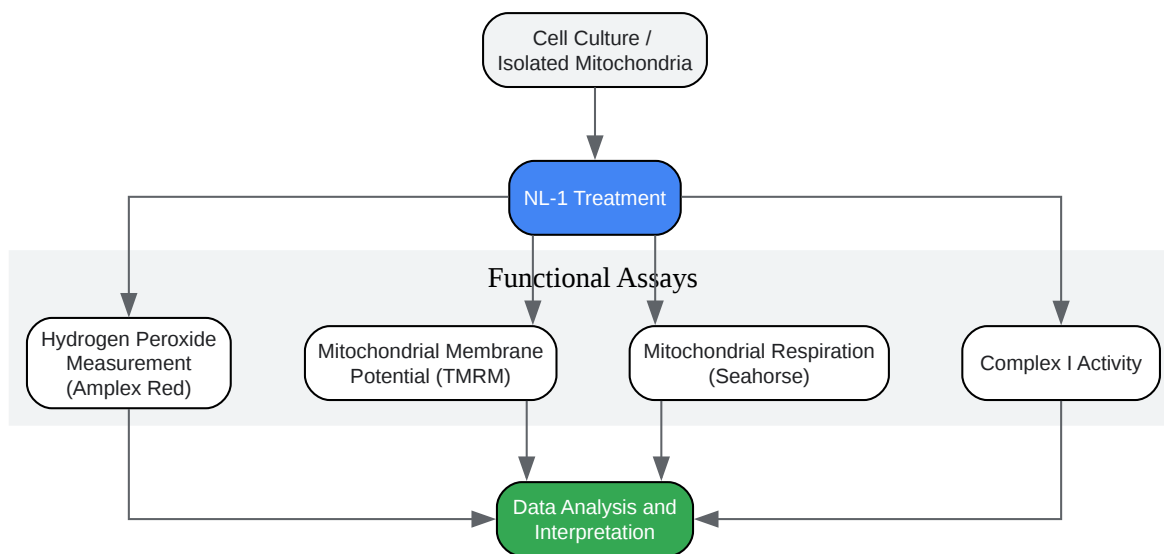 Cell Culture /
Isolated Mitochondria
NL-1 Treatment
Functional Assays
Hydrogen Peroxide
Measurement
(Amplex Red)
Mitochondrial Membrane
Potential (TMRM)
Mitochondrial Respiration
(Seahorse)
Complex I Activity
Data Analysis and
Interpretation